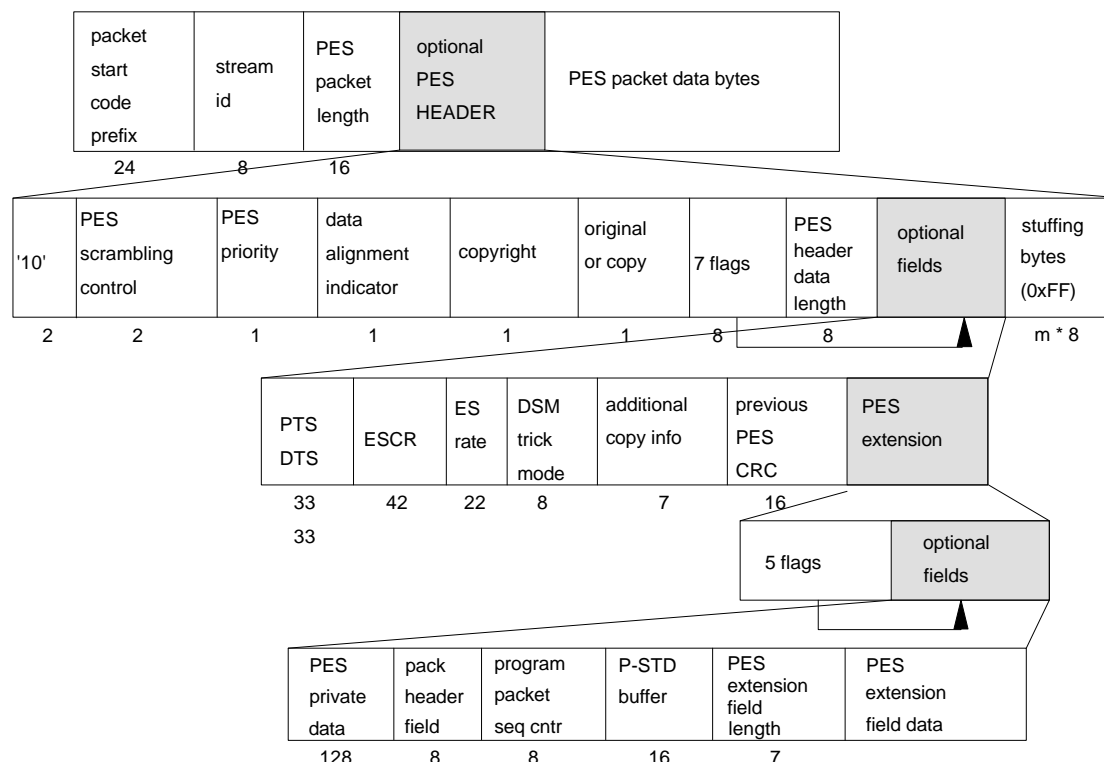 packet
start
code
prefix
stream
id
PES
packet
length
optional
PES
HEADER
PES packet data bytes
24
8
16
'10'
PES
scrambling
control
PES
priority
data
alignment
indicator
copyright
original
or copy
7 flags
PES
header
data
length
optional
fields
stuffing
bytes
(0xFF)
2
2
1
1
1
1
8
8
m * 8
PTS
DTS
ESCR
ES
rate
DSM
trick
mode
additional
copy info
previous
PES
CRC
PES
extension
33
33
42
22
8
7
16
5 flags
optional
fields
PES
private
data
pack
header
field
program
packet
seq cntr
P-STD
buffer
PES
extension
field
length
PES
extension
field data
128
8
8
16
7